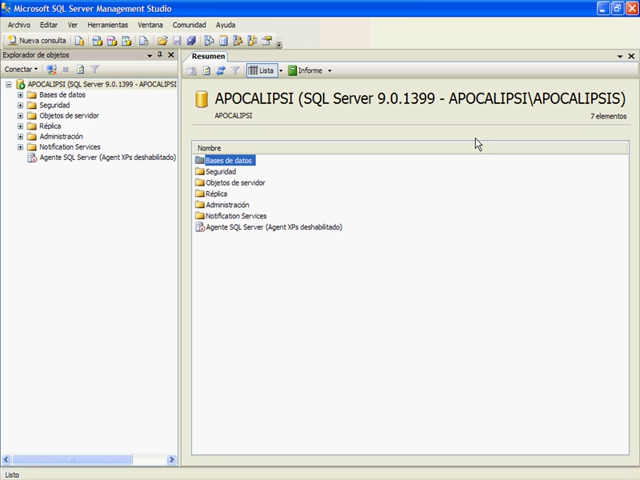 Microsoft SQL Server Management Studio
Archivo Editar Ver Herramientas Ventana Comunidad Ayuda
Nueva consulta
Explorador de objetos
Conectar
APOCALIPSI (SQL Server 9.0.1399 - APOCALIPSI
Bases de datos
Seguridad
Objetos de servidor
Réplica
Administración
Notification Services
Agente SQL Server (Agent XPs deshabilitado)
Resumen
Lista Informe
APOCALIPSI (SQL Server 9.0.1399 - APOCALIPSI\APOCALIPSIS)
APOCALIPSI
7 elementos
Nombre
Bases de datos
Seguridad
Objetos de servidor
Réplica
Administración
Notification Services
Agente SQL Server (Agent XPs deshabilitado)
Listo